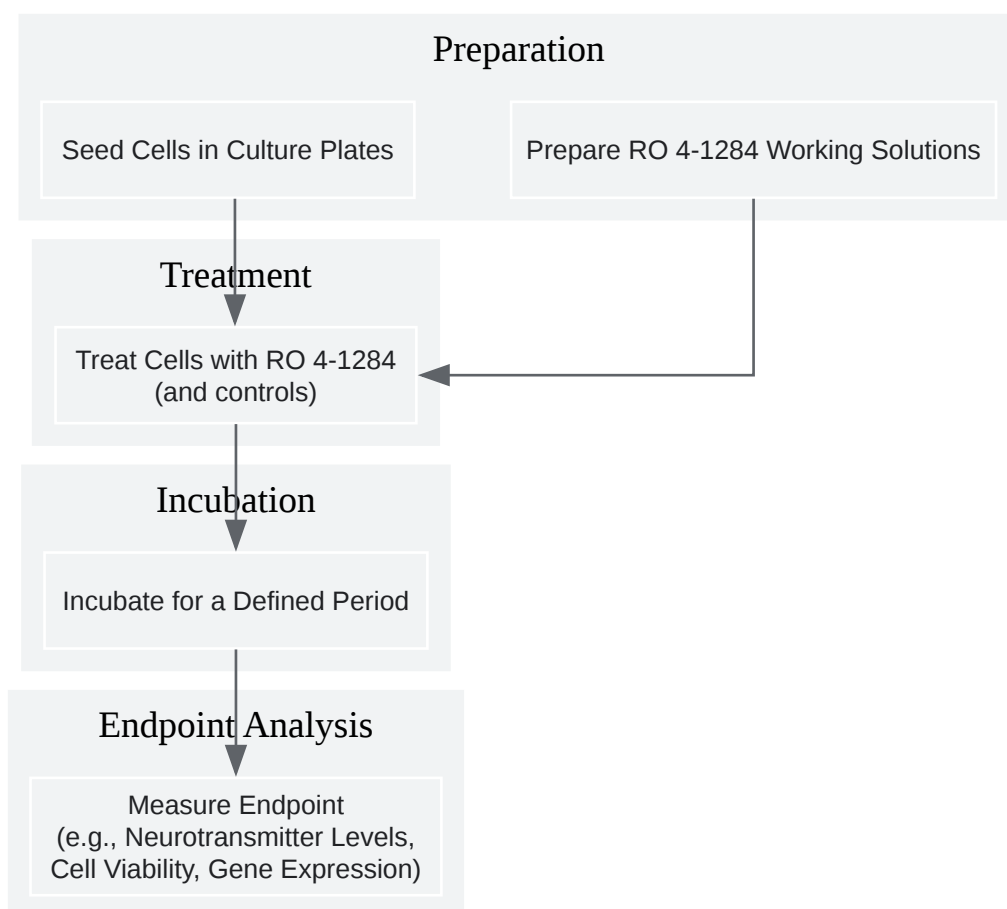 Preparation
Seed Cells in Culture Plates
Prepare RO 4-1284 Working Solutions
Treatment
Treat Cells with RO 4-1284
(and controls)
Incubation
Incubate for a Defined Period
Endpoint Analysis
Measure Endpoint
(e.g., Neurotransmitter Levels,
Cell Viability, Gene Expression)